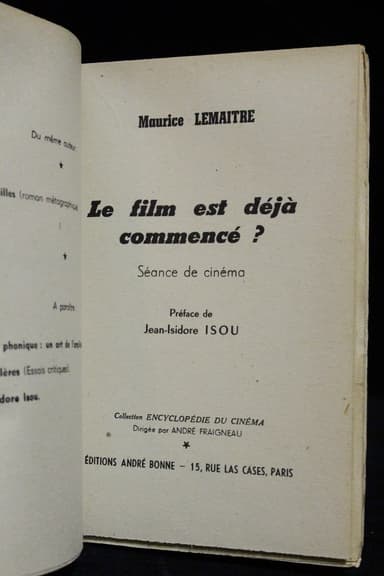 Du même auteur
illes (roman métagraphique
A paraître
phonique : un art de
ières (Essais critiques).
dore Isou.
Maurice LEMAITRE
Le film est déjà
commencé ?
Séance de cinéma
Préface de
Jean-Isidore ISOU
Collection ENCYCLOPÉDIE DU CINÉMA
Dirigée par ANDRÉ FRAIGNEAU
ÉDITIONS ANDRÉ BONNE — 15, RUE LAS CASES, PARIS